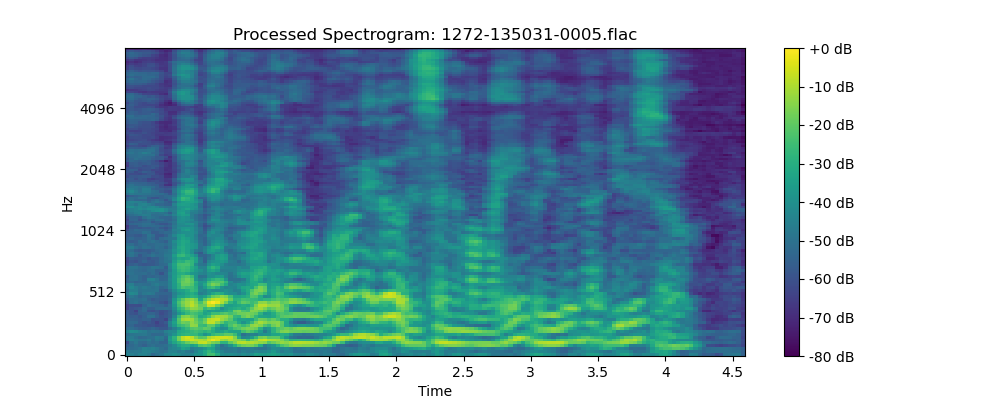 Processed Spectrogram: 1272-135031-0005.flac
Hz
4096
2048
1024
512
0
0 0.5 1 1.5 2 2.5 3 3.5 4 4.5
Time
+0 dB
-10 dB
-20 dB
-30 dB
-40 dB
-50 dB
-60 dB
-70 dB
-80 dB